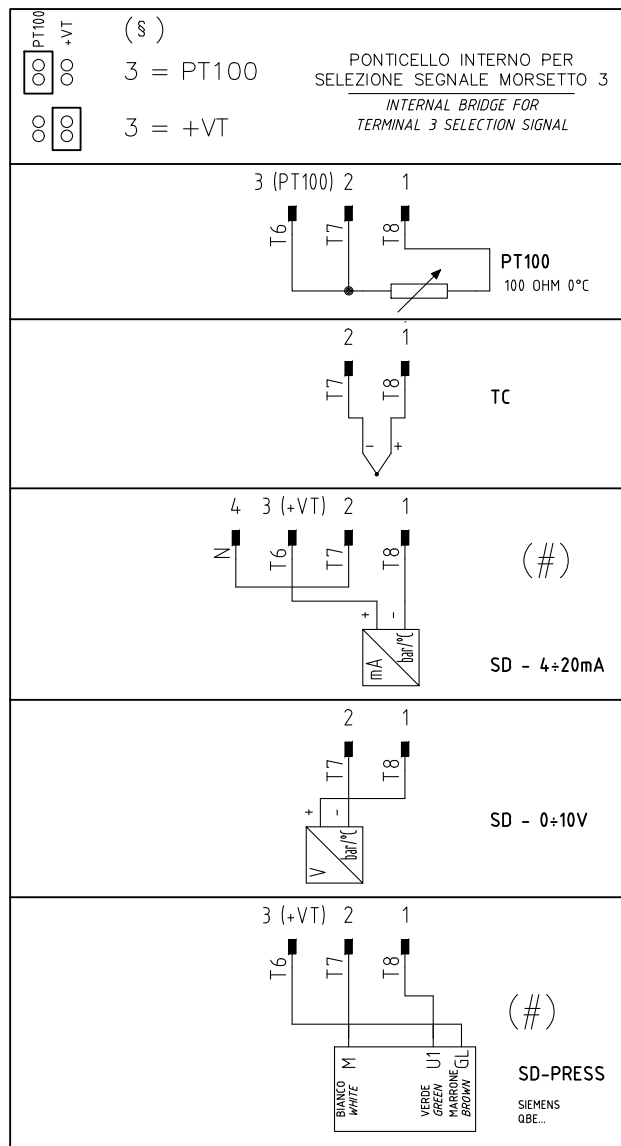 PT100
+VT
(§)
3 = PT100
3 = +VT
PONTICELLO INTERNO PER
SELEZIONE SEGNALE MORSETTO 3
INTERNAL BRIDGE FOR
TERMINAL 3 SELECTION SIGNAL
3 (PT100) 2 1
T6 T7 T8
PT100
100 OHM 0°C
2 1
T7 T8
TC
- +
4 3 (+VT) 2 1
N T6 T7 T8
(#)
+ -
mA bar/°C
SD - 4÷20mA
2 1
T7 T8
+ -
V bar/°C
SD - 0÷10V
3 (+VT) 2 1
T6 T7 T8
(#)
M U1 GL
BIANCO
WHITE
VERDE
GREEN
MARRONE
BROWN
SD-PRESS
SIEMENS
QBE...